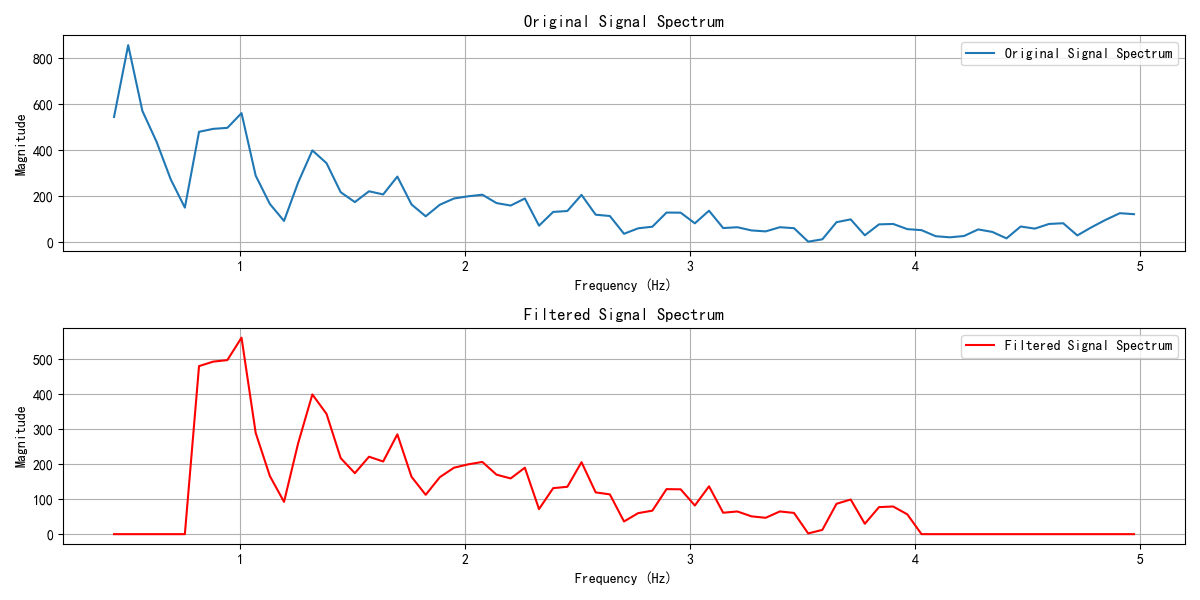 Original Signal Spectrum
Original Signal Spectrum
800
600
400
200
0
Magnitude
1 2 3 4 5
Frequency (Hz)
Filtered Signal Spectrum
Filtered Signal Spectrum
500
400
300
200
100
0
Magnitude
1 2 3 4 5
Frequency (Hz)